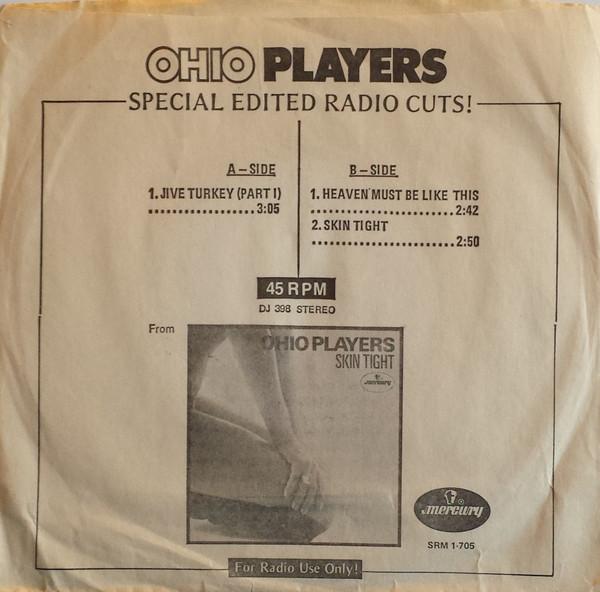 OHIO PLAYERS
SPECIAL EDITED RADIO CUTS!
A-SIDE
1. JIVE TURKEY (PART I)
....................3:05
B-SIDE
1. HEAVEN MUST BE LIKE THIS
......................2:42
2. SKIN TIGHT
......................2:50
45 RPM
DJ 398 STEREO
From
OHIO PLAYERS
SKIN TIGHT
mercury
mercury
SRM 1-705
For Radio Use Only!